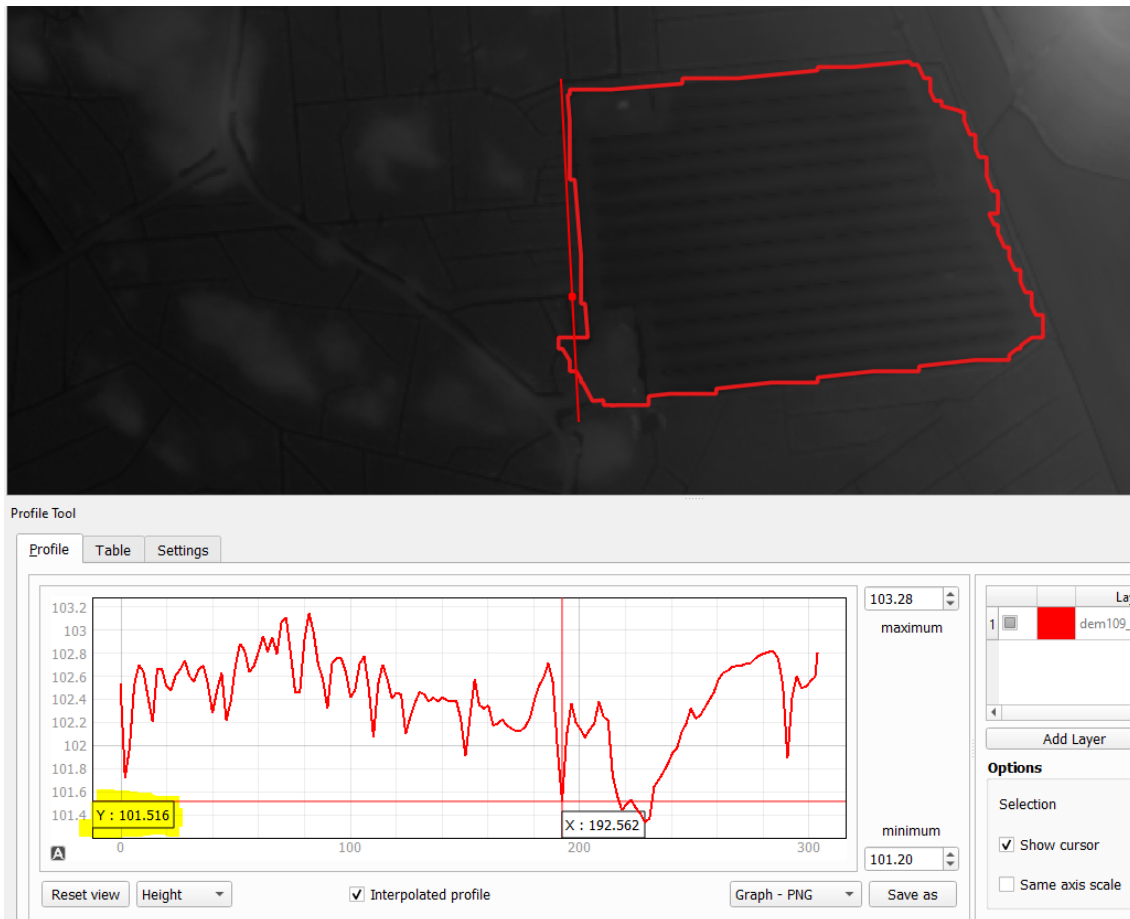 Profile Tool
Profile Table Settings
103.2
103
102.8
102.6
102.4
102.2
102
101.8
101.6
101.4
Y : 101.516
X : 192.562
0 100 200 300
A
103.28
maximum
minimum
101.20
Reset view Height Interpolated profile Graph - PNG Save as
La
1 dem109_
Add Layer
Options
Selection
Show cursor
Same axis scale